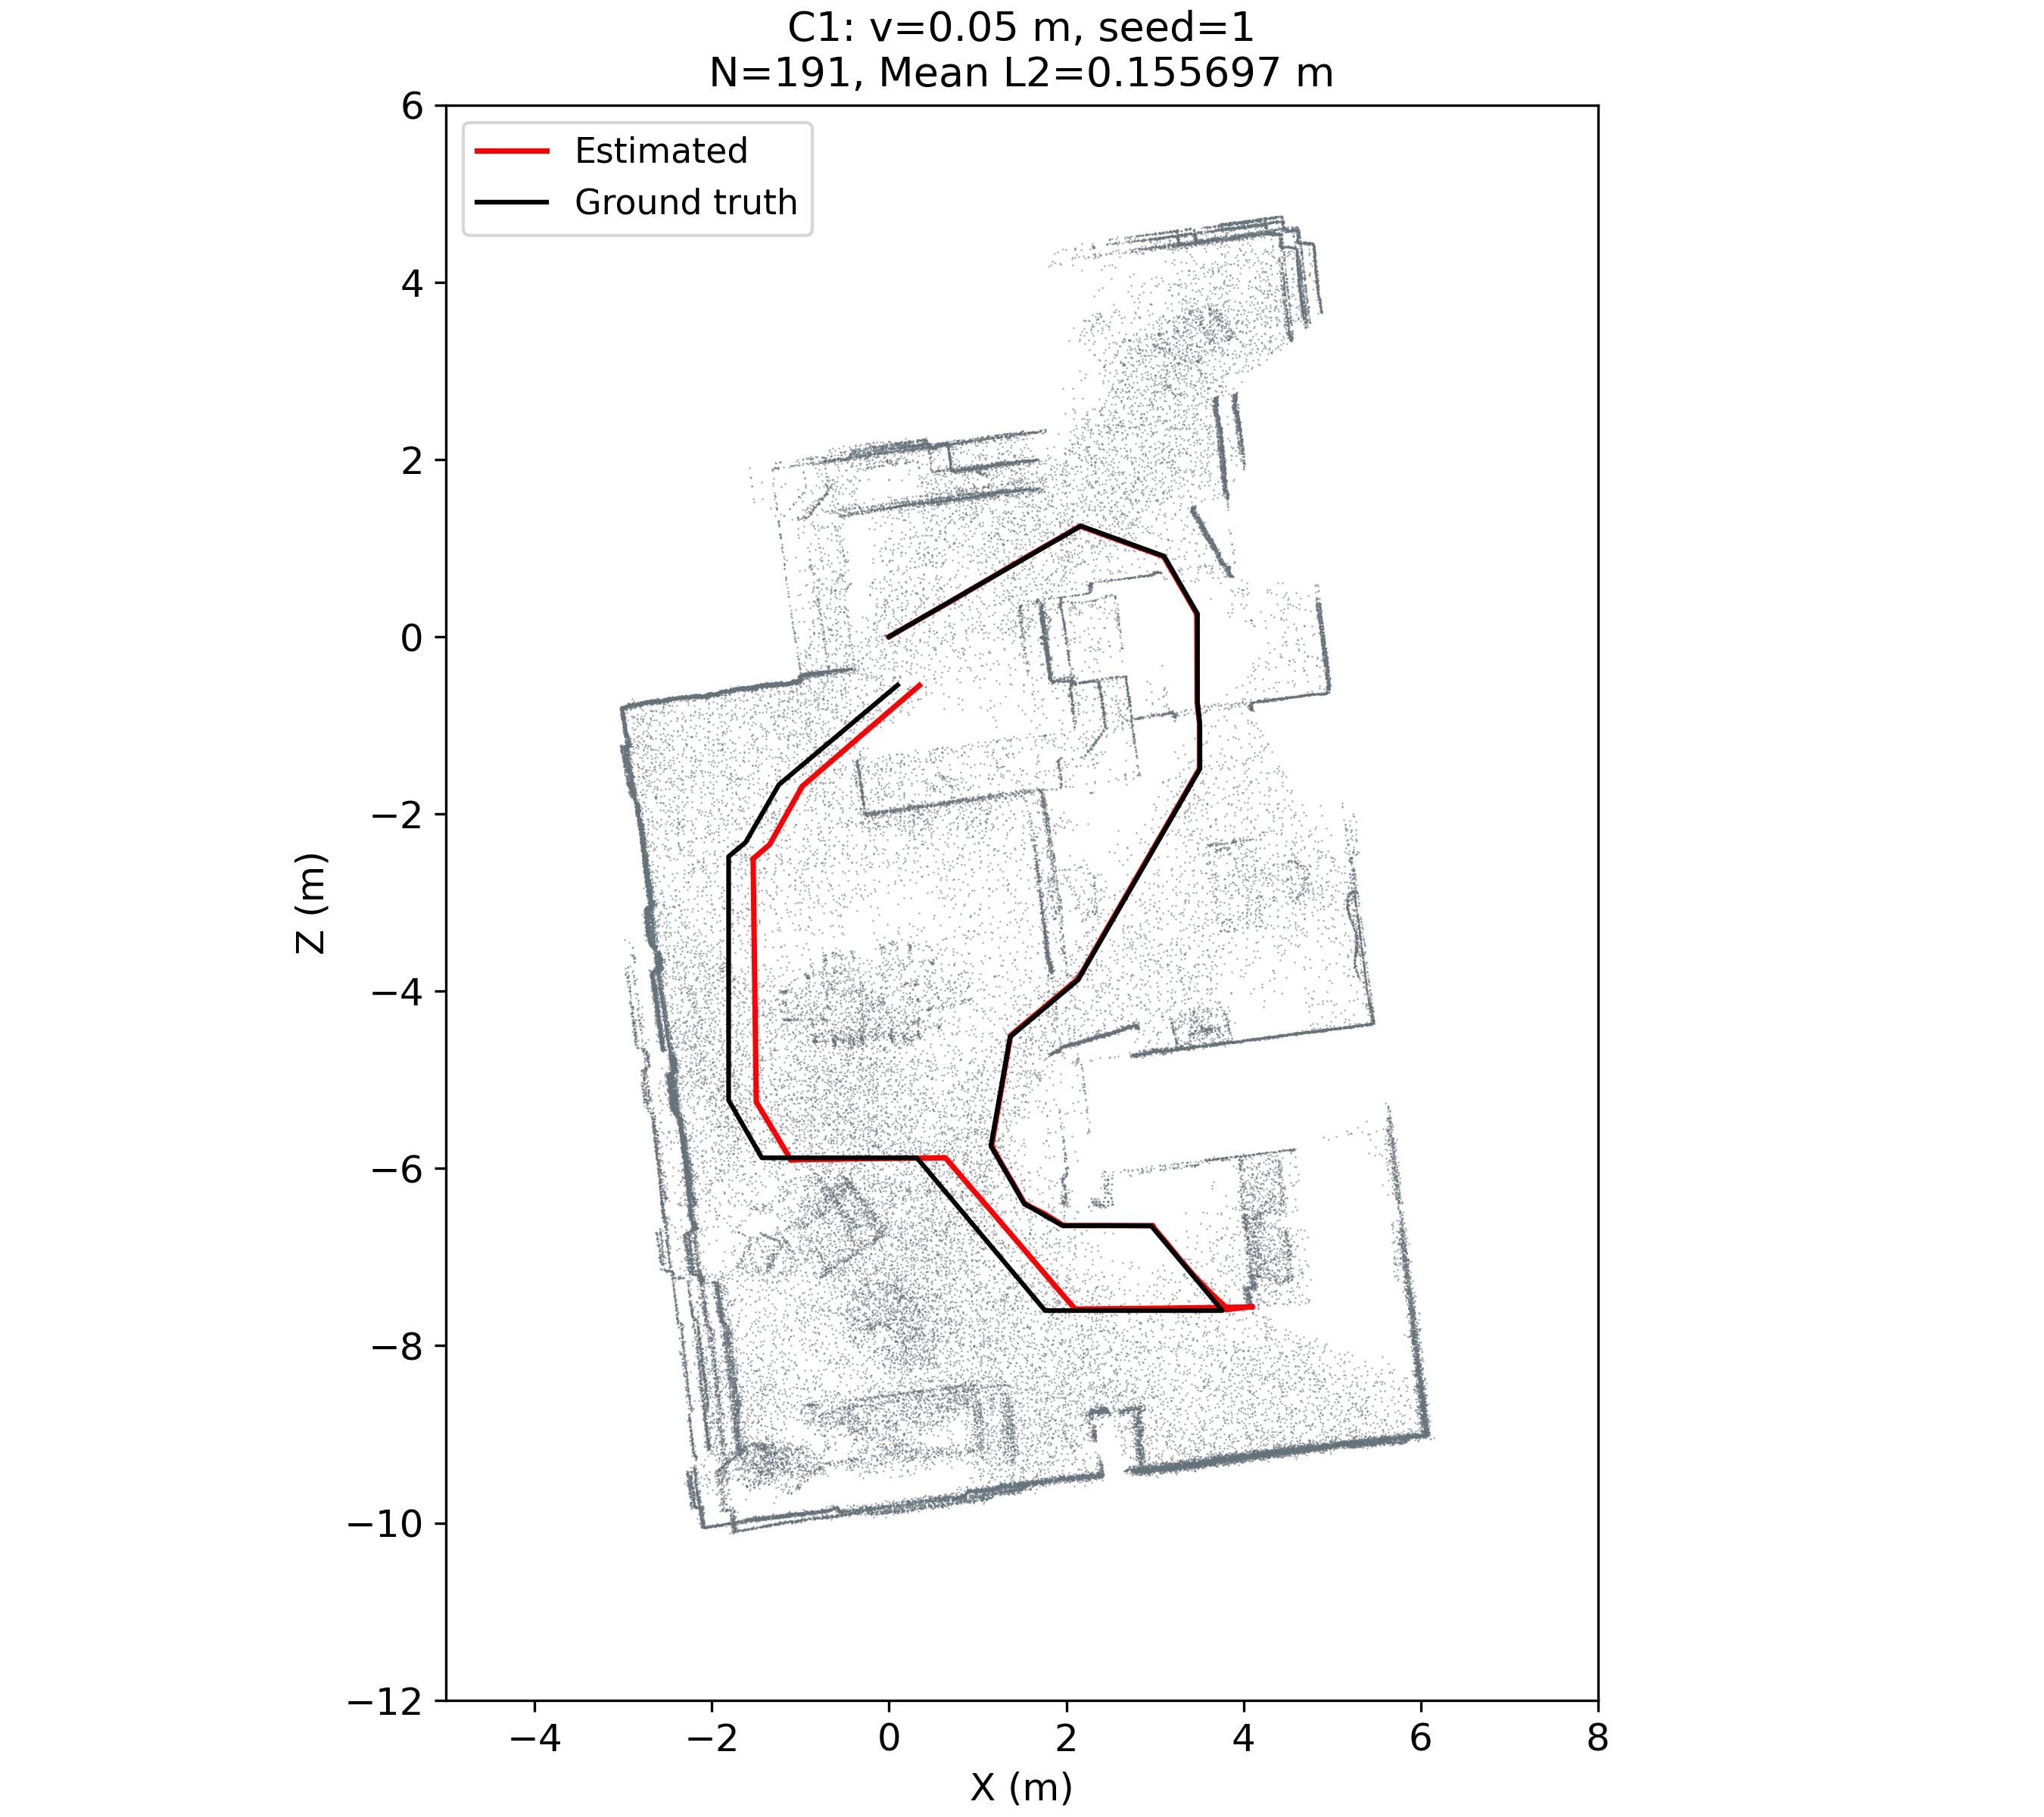 C1: v=0.05 m, seed=1
N=191, Mean L2=0.155697 m
Estimated
Ground truth
6
4
2
0
−2
−4
−6
−8
−10
−12
Z (m)
−4
−2
0
2
4
6
8
X (m)